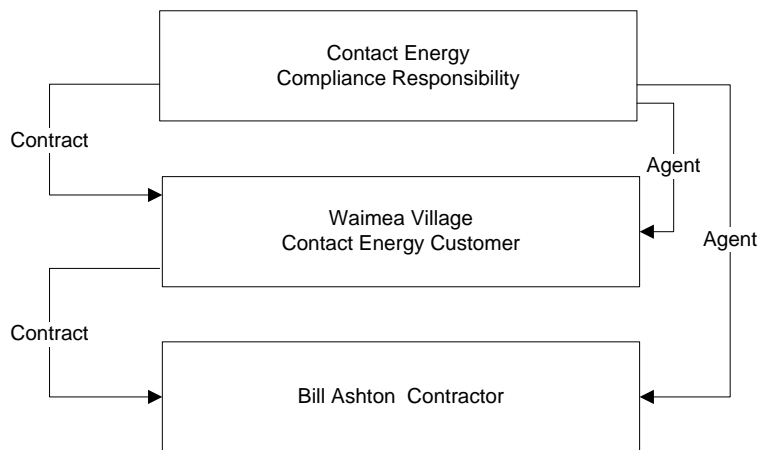 Contact Energy
Compliance Responsibility
Contract
Agent
Waimea Village
Contact Energy Customer
Agent
Contract
Bill Ashton  Contractor